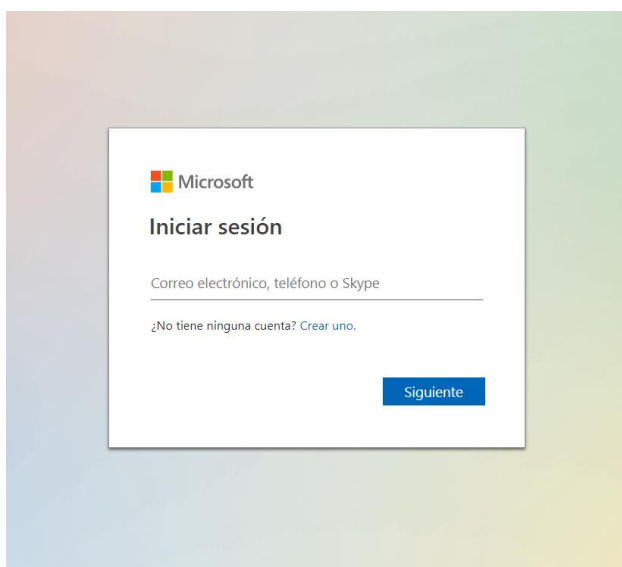 Microsoft
Iniciar sesión
Correo electrónico, teléfono o Skype
¿No tiene ninguna cuenta? Crear uno.
Siguiente